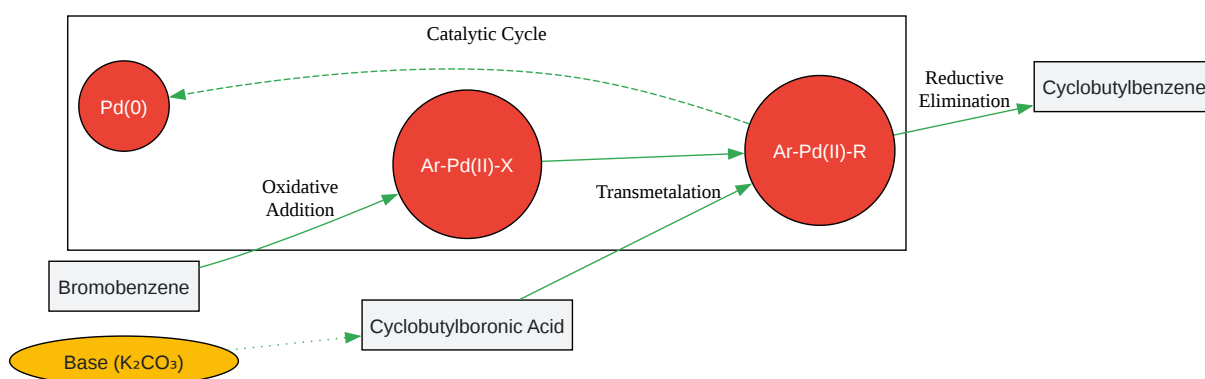 Catalytic Cycle
Pd(0)
Ar-Pd(II)-X
Ar-Pd(II)-R
Reductive
Elimination
Cyclobutylbenzene
Oxidative
Addition
Transmetalation
Bromobenzene
Cyclobutylboronic Acid
Base (K₂CO₃)